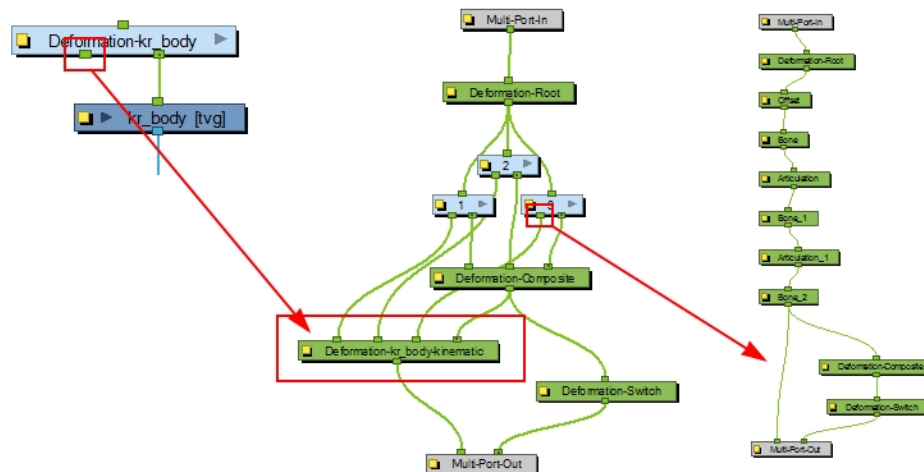 Deformation-kr_body
kr_body [tvg]
Multi-Port-In
Deformation-Root
2
1
3
Deformation-Composite
Deformation-kr_body-kinematic
Deformation-Switch
Multi-Port-Out
Multi-Port-In
Deformation-Root
Offset
Bone
Articulation
Bone_1
Articulation_1
Bone_2
Deformation-Composite
Deformation-Switch
Multi-Port-Out